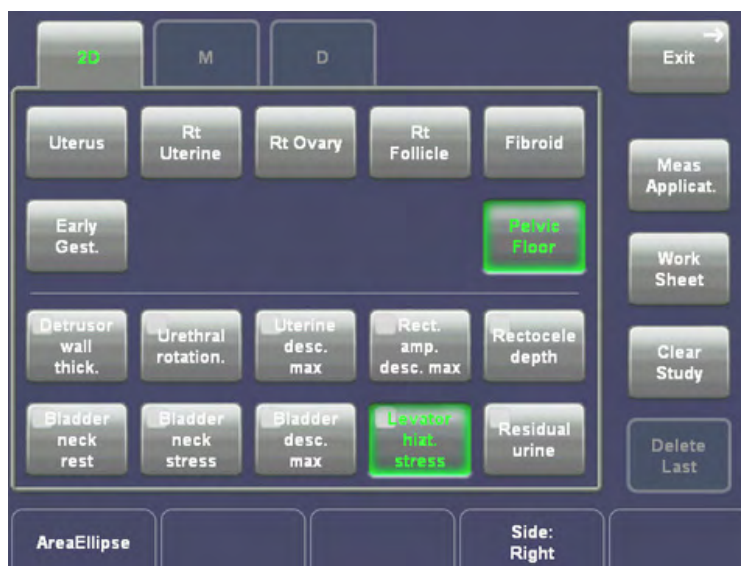 2D
M
D
Exit
Uterus
Rt
Uterine
Rt Ovary
Rt
Follicle
Fibroid
Meas
Applicat.
Early
Gest.
Pelvic
Floor
Work
Sheet
Detrusor
wall
thick.
Urethral
rotation.
Uterine
desc.
max
Rect.
amp.
desc. max
Rectocele
depth
Clear
Study
Bladder
neck
rest
Bladder
neck
stress
Bladder
desc.
max
Levator
hiat.
stress
Residual
urine
Delete
Last
AreaEllipse
Side:
Right